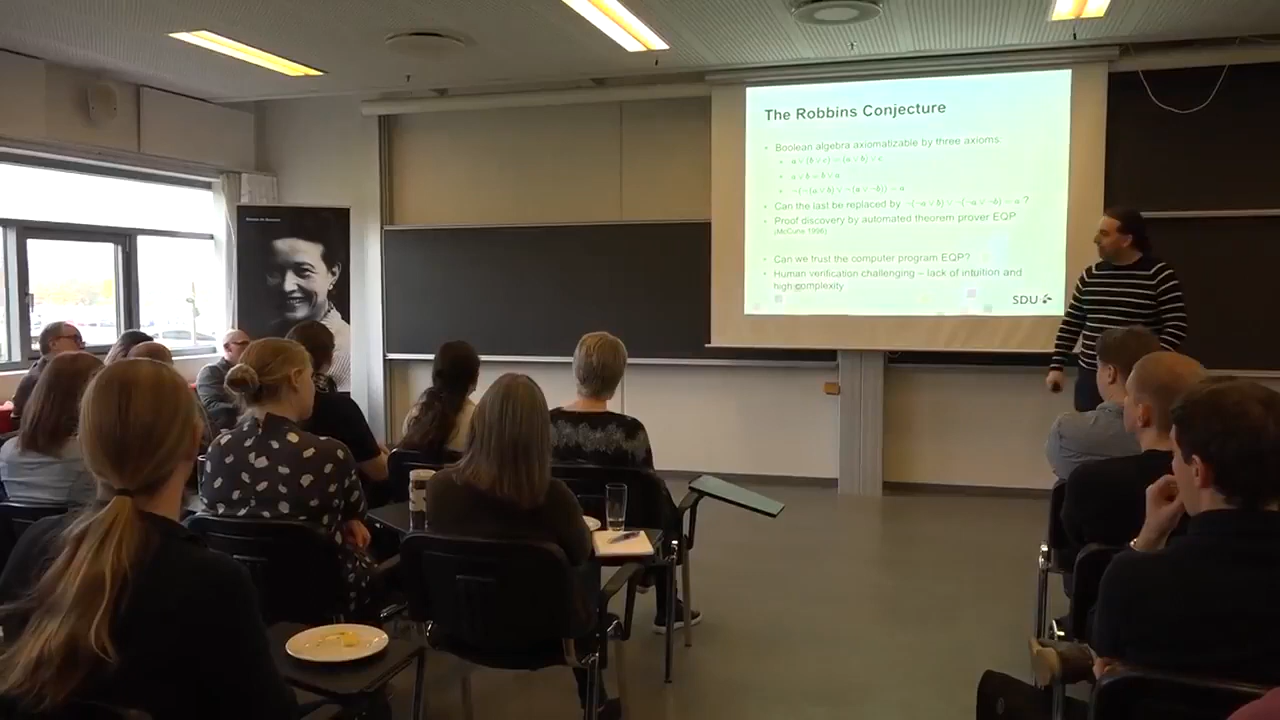 The Robbins Conjecture
• Boolean algebra axiomatizable by three axioms:
• a ∨ (b ∨ c) = (a ∨ b) ∨ c
• a ∨ b = b ∨ a
• ¬(¬(a ∨ b) ∨ ¬(a ∨ ¬b)) = a
• Can the last be replaced by ¬(¬a ∨ b) ∨ ¬(¬a ∨ ¬b) = a ?
• Proof discovery by automated theorem prover EQP
(McCune 1996)
• Can we trust the computer program EQP?
• Human verification challenging – lack of intuition and
high complexity
SDU